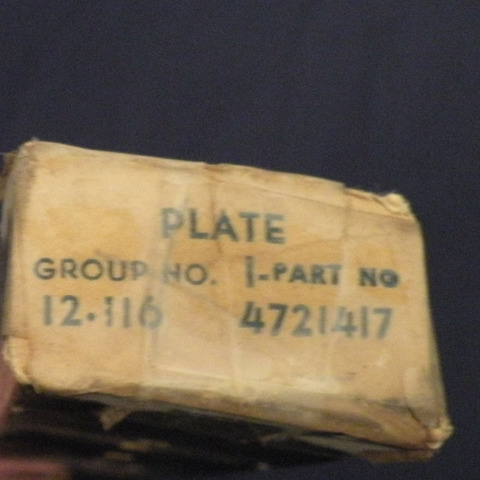 PLATE
GROUP NO. 1-PART NO
12.116 4721417